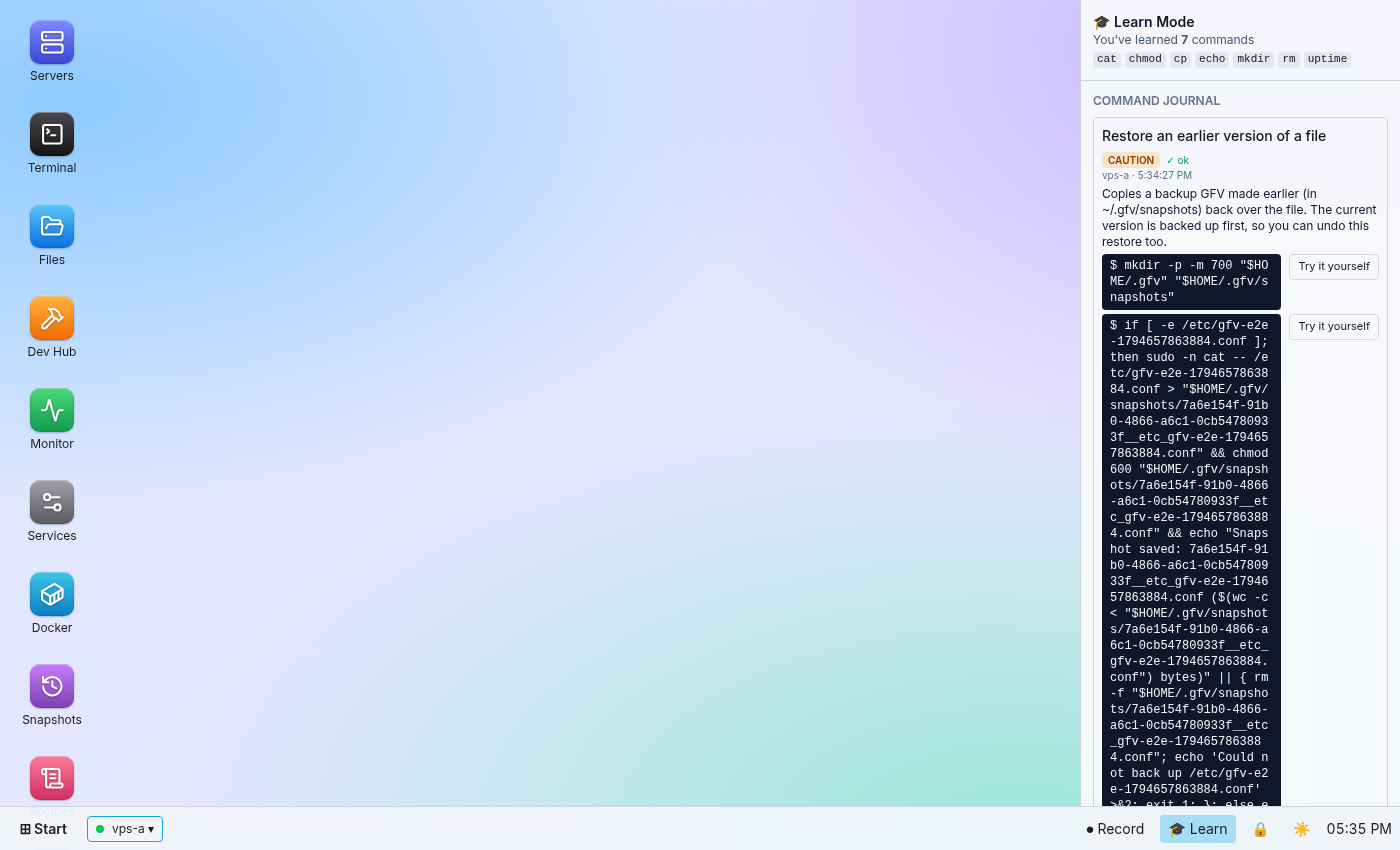 Servers
Terminal
Files
Dev Hub
Monitor
Services
Docker
Snapshots
Recipes
🎓 Learn Mode
You've learned 7 commands
cat chmod cp echo mkdir rm uptime
COMMAND JOURNAL
Restore an earlier version of a file
CAUTION ✓ ok
vps-a · 5:34:27 PM
Copies a backup GFV made earlier (in
~/.gfv/snapshots) back over the file. The current
version is backed up first, so you can undo this
restore too.
$ mkdir -p -m 700 "$HO
ME/.gfv" "$HOME/.gfv/s
napshots"
Try it yourself
$ if [ -e /etc/gfv-e2e
-1794657863884.conf ];
then sudo -n cat -- /e
tc/gfv-e2e-17946578638
84.conf > "$HOME/.gfv/
snapshots/7a6e154f-91b
0-4866-a6c1-0cb5478093
3f__etc_gfv-e2e-179465
7863884.conf" && chmod
600 "$HOME/.gfv/snapsh
ots/7a6e154f-91b0-4866
-a6c1-0cb54780933f__et
c_gfv-e2e-179465786388
4.conf" && echo "Snaps
hot saved: 7a6e154f-91
b0-4866-a6c1-0cb547809
33f__etc_gfv-e2e-17946
57863884.conf ($(wc -c
< "$HOME/.gfv/snapshot
s/7a6e154f-91b0-4866-a
6c1-0cb54780933f__etc_
gfv-e2e-1794657863884.
conf") bytes)" || { rm
-f "$HOME/.gfv/snapsho
ts/7a6e154f-91b0-4866-
a6c1-0cb54780933f__etc
_gfv-e2e-179465786388
4.conf"; echo 'Could n
ot back up /etc/gfv-e2
e-1794657863884.conf'
>&2; exit 1; }; else e
Try it yourself
Start
vps-a ▾
● Record
🎓 Learn
05:35 PM